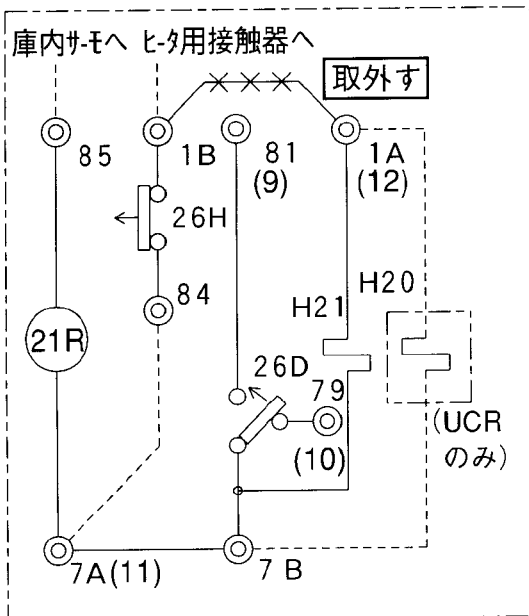 庫内サーモへ ヒータ用接触器へ
取外す
85
1B
81
(9)
1A
(12)
26H
84
H20
H21
21R
26D
79
(10)
(UCR
のみ)
7A(11)
7B